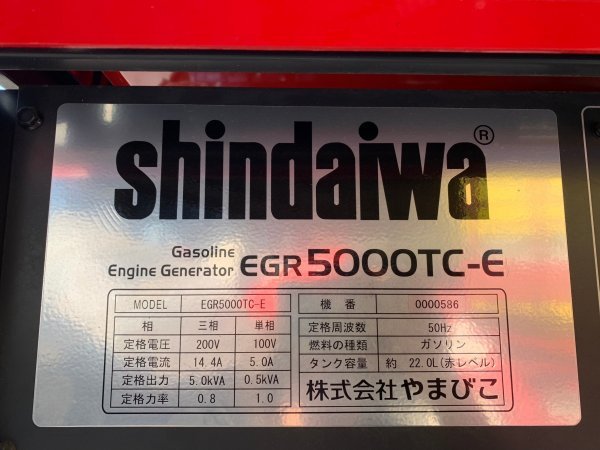 shindaiwa®
Gasoline
Engine Generator EGR5000TC-E
MODEL EGR5000TC-E
相 三相 単相
定格電圧 200V 100V
定格電流 14.4A 5.0A
定格出力 5.0kVA 0.5kVA
定格力率 0.8 1.0
機番 0000586
定格周波数 50Hz
燃料の種類 ガソリン
タンク容量 約 22.0L(赤レベル)
株式会社やまびこ